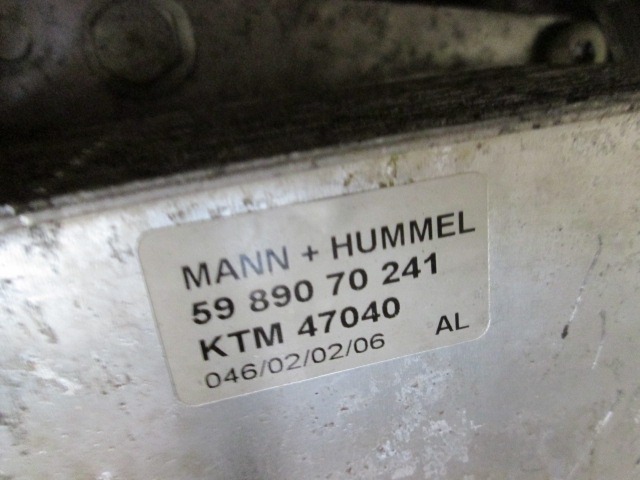 MANN + HUMMEL
59 890 70 241
KTM 47040
046/02/02/06 AL